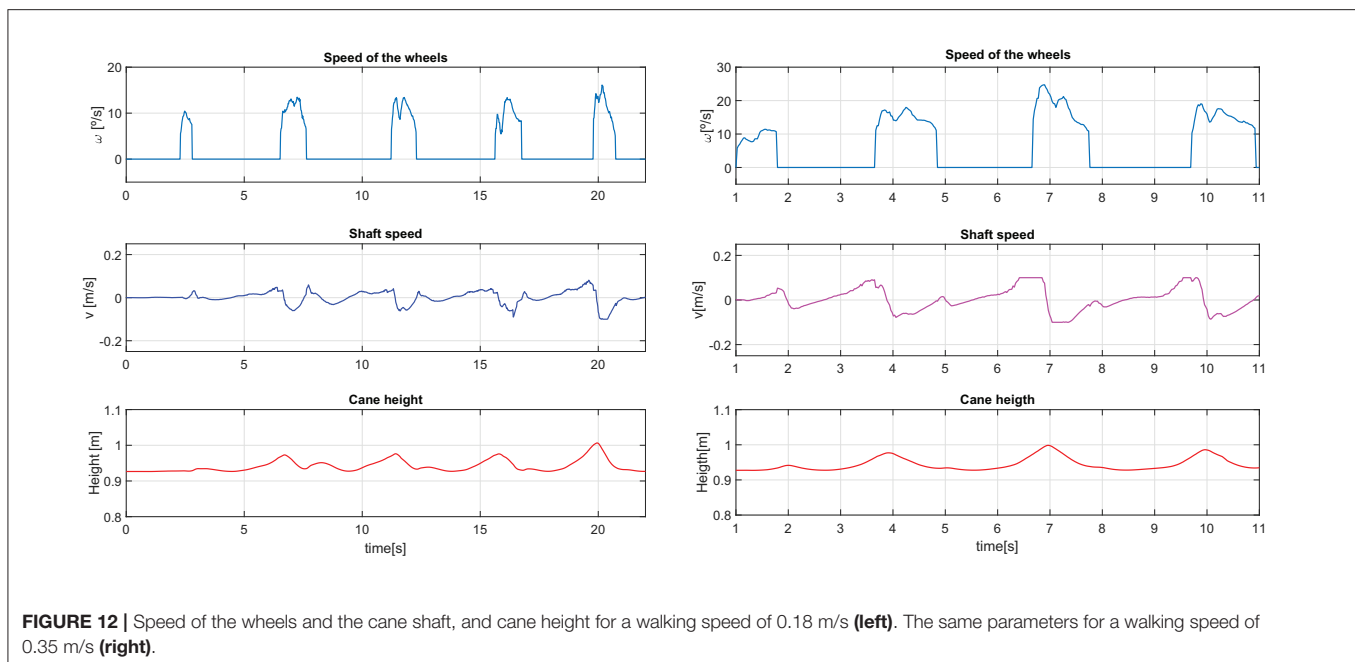 Speed of the wheels
20
10
0
ω [º/s]
0 5 10 15 20
Shaft speed
0.2
0
-0.2
v [m/s]
0 5 10 15 20
Cane height
1.1
1
0.9
0.8
Height [m]
0 5 10 15 20
time[s]
Speed of the wheels
30
20
10
0
ω[º/s]
1 2 3 4 5 6 7 8 9 10 11
Shaft speed
0.2
0
-0.2
v[m/s]
1 2 3 4 5 6 7 8 9 10 11
Cane heigth
1.1
1
0.9
0.8
Heigth[m]
1 2 3 4 5 6 7 8 9 10 11
time[s]
FIGURE 12 | Speed of the wheels and the cane shaft, and cane height for a walking speed of 0.18 m/s (left). The same parameters for a walking speed of
0.35 m/s (right).